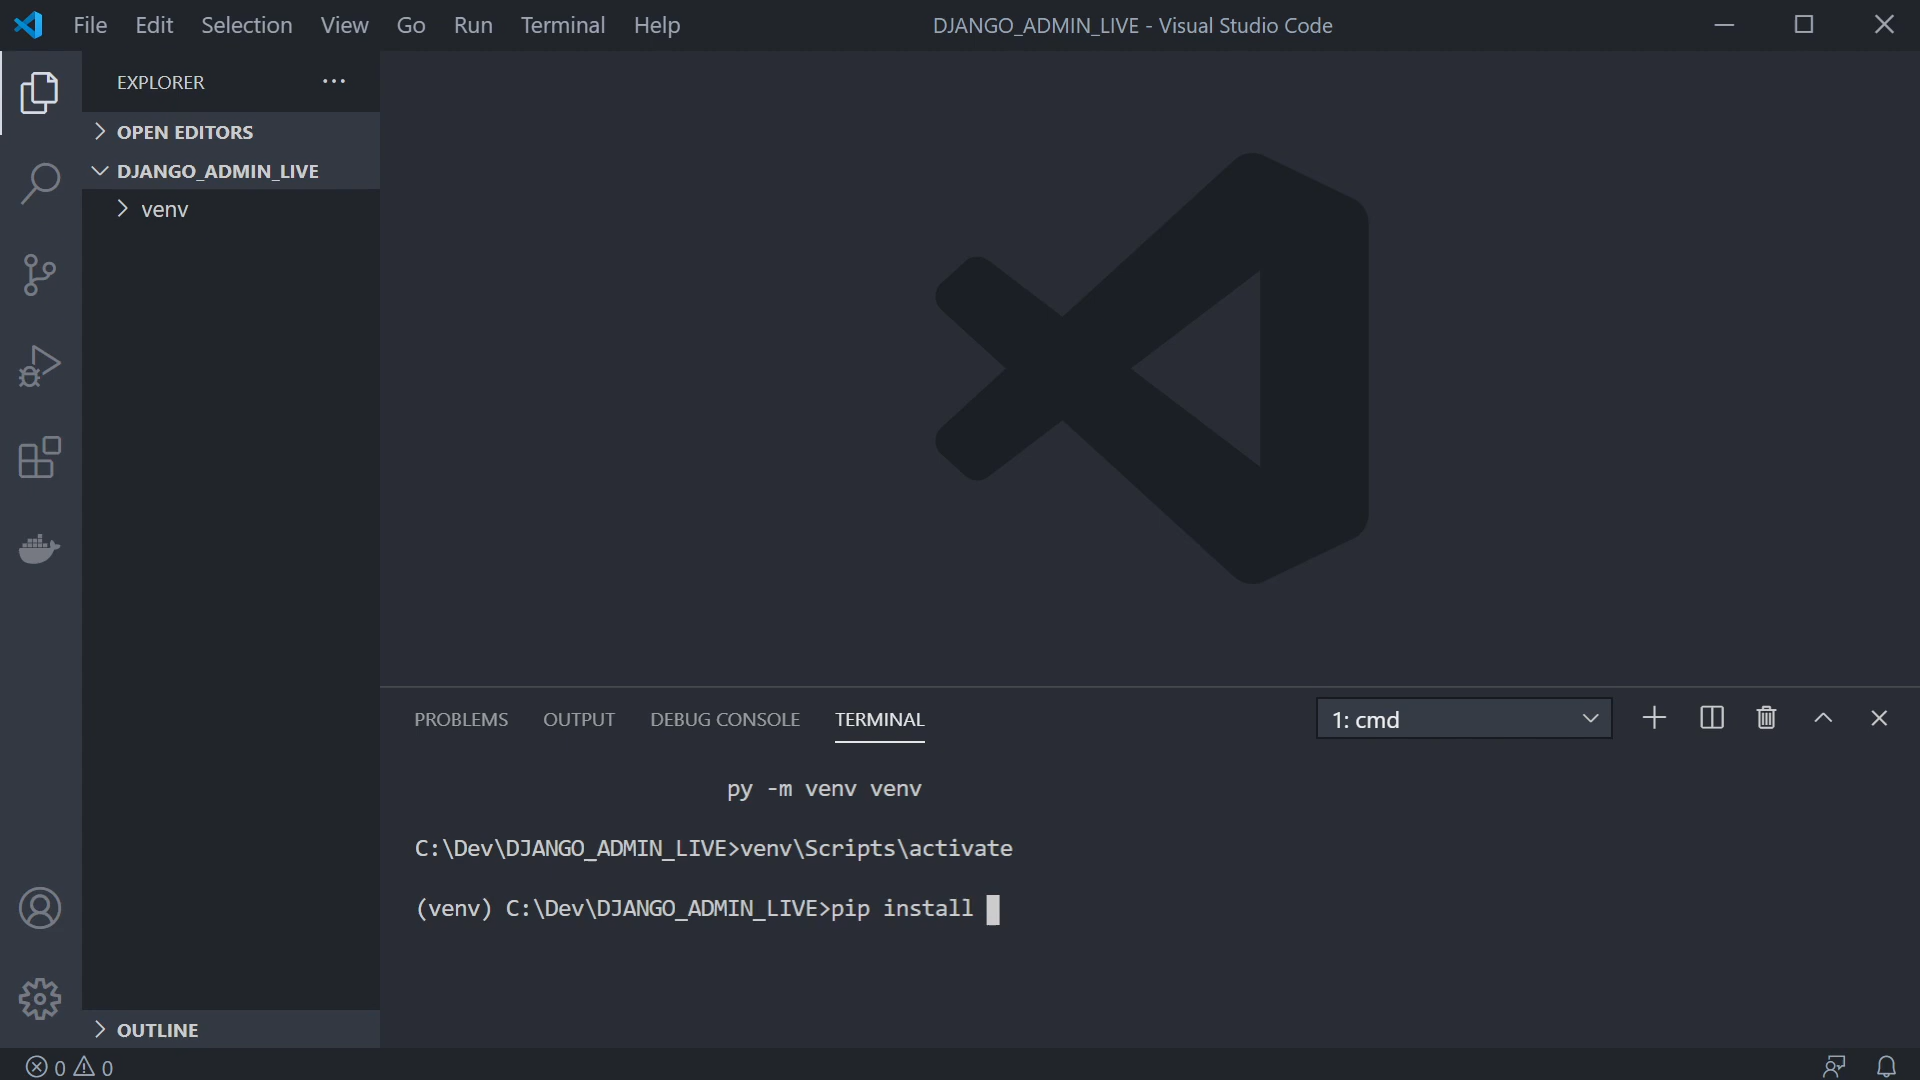 File Edit Selection View Go Run Terminal Help DJANGO_ADMIN_LIVE - Visual Studio Code
EXPLORER
OPEN EDITORS
DJANGO_ADMIN_LIVE
venv
PROBLEMS OUTPUT DEBUG CONSOLE TERMINAL 1: cmd
py -m venv venv
C:\Dev\DJANGO_ADMIN_LIVE>venv\Scripts\activate
(venv) C:\Dev\DJANGO_ADMIN_LIVE>pip install
OUTLINE
0 0